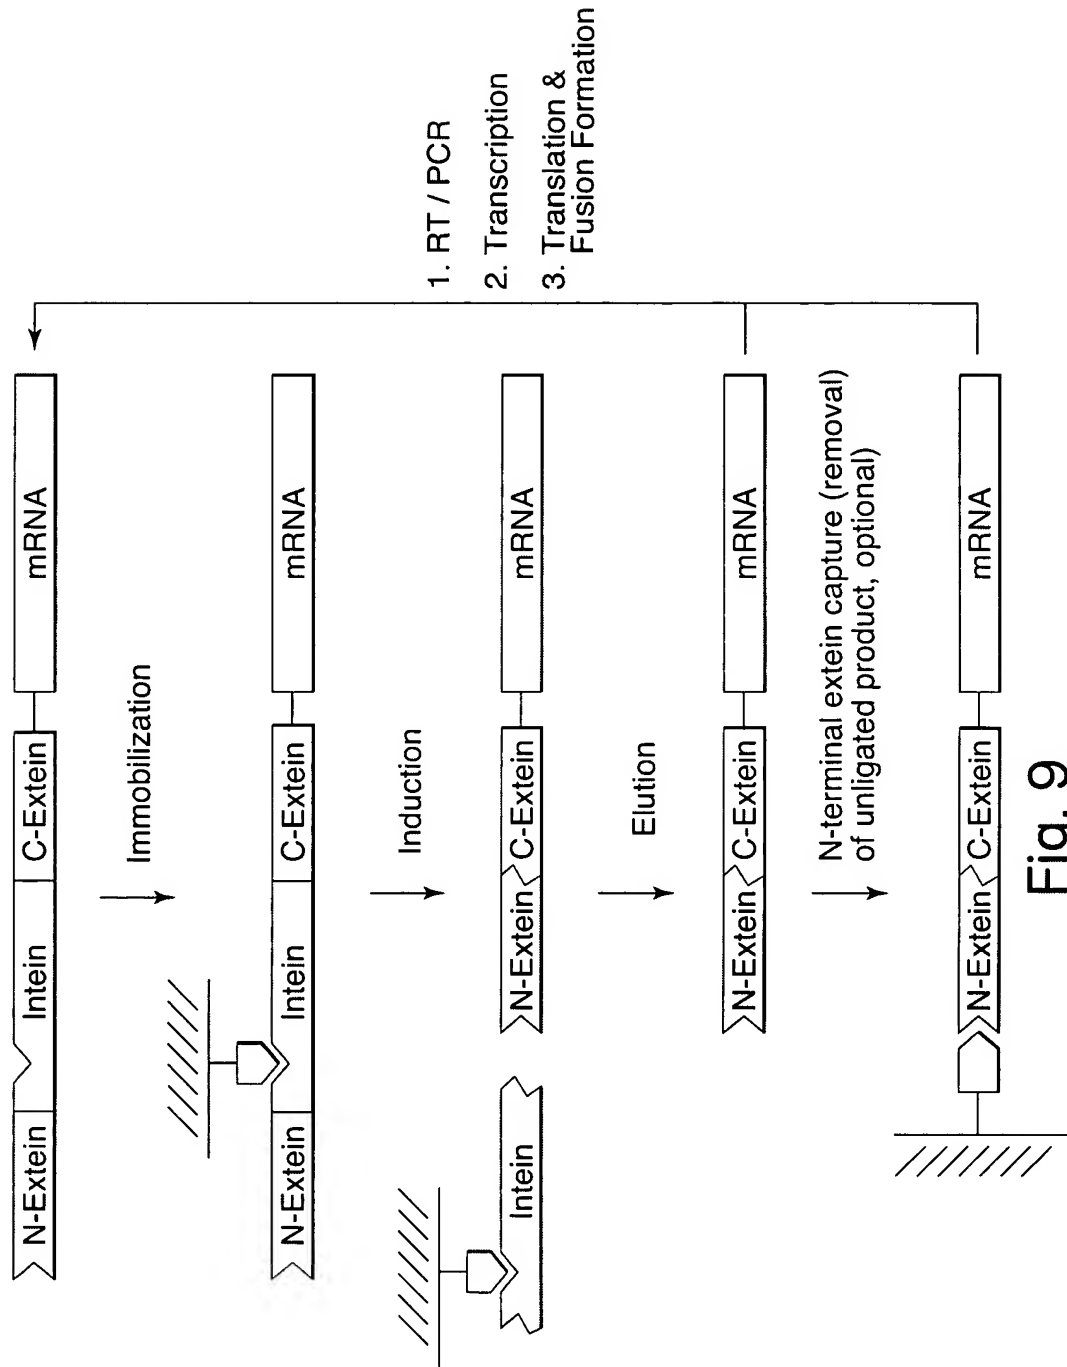 N-Extein Intein C-Extein mRNA
Immobilization
N-Extein Intein C-Extein mRNA
Induction
Intein N-Extein C-Extein mRNA
Elution
N-Extein C-Extein mRNA
N-terminal extein capture (removal)
of unligated product, optional)
N-Extein C-Extein mRNA
1. RT / PCR
2. Transcription
3. Translation &
Fusion Formation
Fig. 9